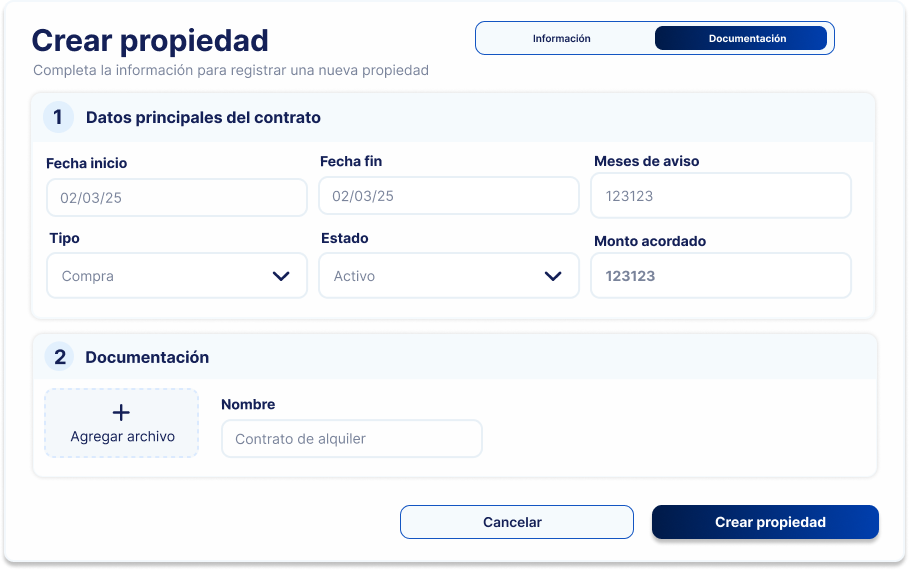 Crear propiedad
Información
Documentación
Completa la información para registrar una nueva propiedad
1 Datos principales del contrato
Fecha inicio
Fecha fin
Meses de aviso
02/03/25
02/03/25
123123
Tipo
Estado
Monto acordado
Compra
Activo
123123
2 Documentación
Agregar archivo
Nombre
Contrato de alquiler
Cancelar
Crear propiedad